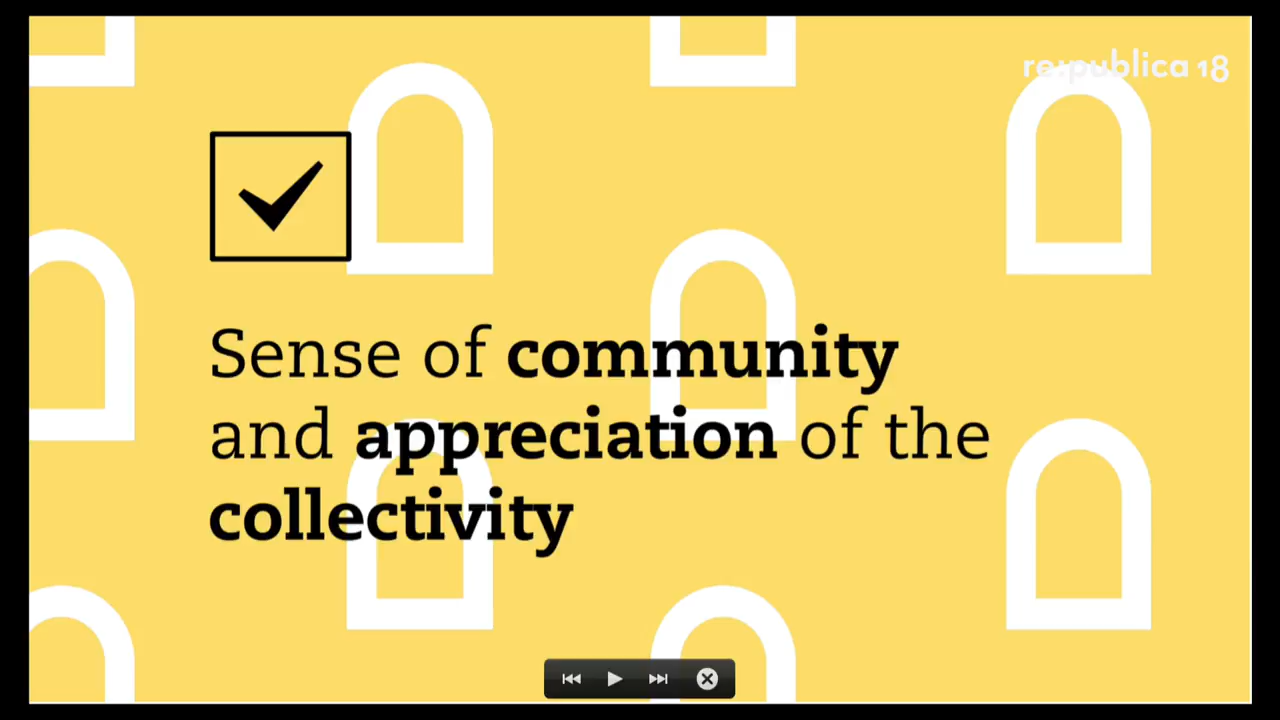 re:publica 18
Sense of community
and appreciation of the
collectivity